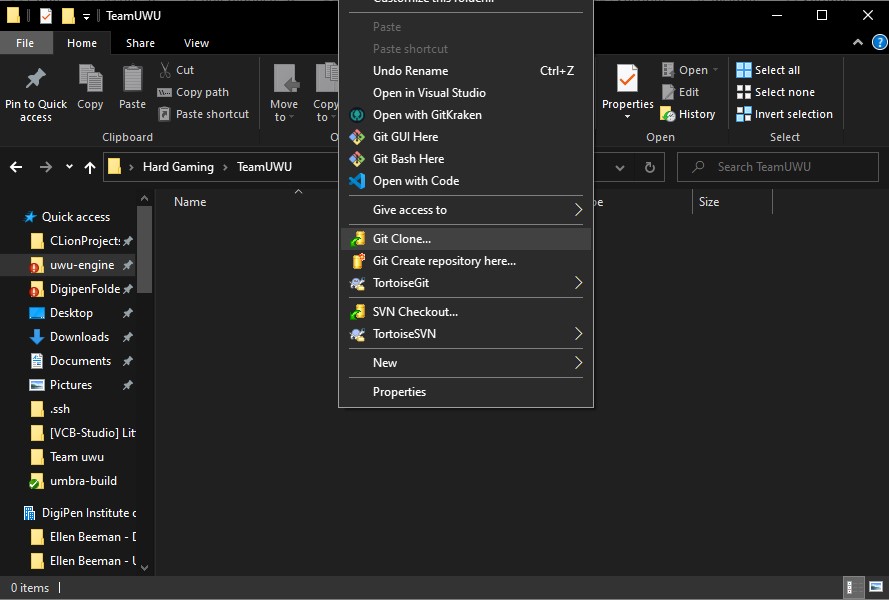 TeamUWU
File
Home
Share
View
Pin to Quick
access
Copy
Paste
Cut
Copy path
Paste shortcut
Clipboard
Move
to
Copy
to
Properties
Open
Edit
History
Open
Select all
Select none
Invert selection
Select
Hard Gaming
TeamUWU
Search TeamUWU
Name
Size
Quick access
CLionProject
uwu-engine
DigipenFolde
Desktop
Downloads
Documents
Pictures
.ssh
[VCB-Studio] Lit
Team uwu
umbra-build
DigiPen Institute
Ellen Beeman -
Ellen Beeman -
0 items
Customize this folder...
Paste
Paste shortcut
Undo Rename Ctrl+Z
Open in Visual Studio
Open with GitKraken
Git GUI Here
Git Bash Here
Open with Code
Give access to
Git Clone...
Git Create repository here...
TortoiseGit
SVN Checkout...
TortoiseSVN
New
Properties